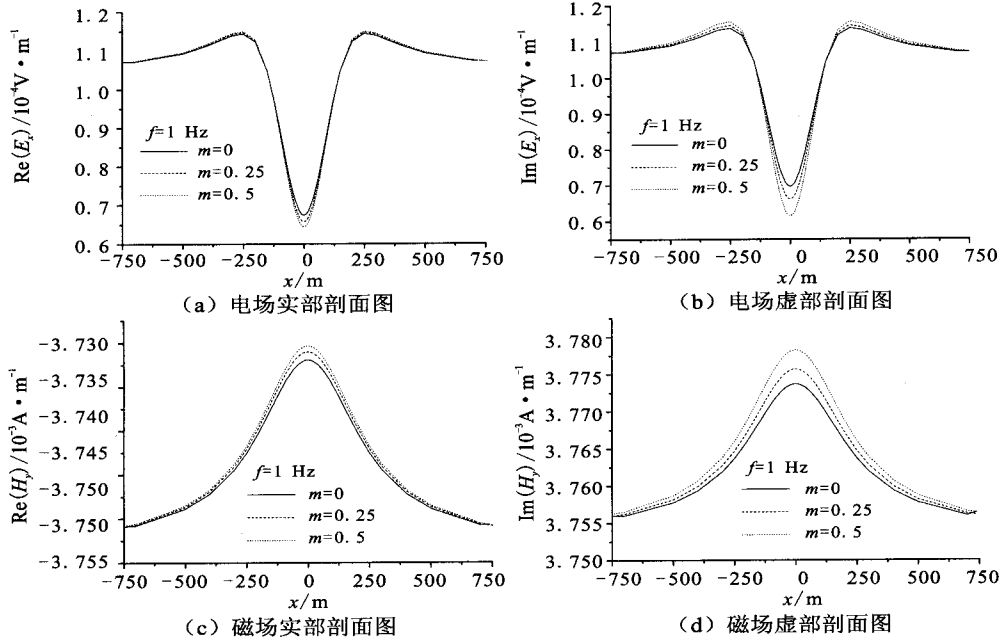 Re(Eₓ)/10⁻⁴V·m⁻¹
1.2
1.1
1.0
0.9
0.8
0.7
0.6
f=1 Hz
m=0
m=0.25
m=0.5
-750 -500 -250 0 250 500 750
x/m
(a) 电场实部剖面图
Im(Eₓ)/10⁻⁴V·m⁻¹
1.2
1.1
1.0
0.9
0.8
0.7
0.6
f=1 Hz
m=0
m=0.25
m=0.5
-750 -500 -250 0 250 500 750
x/m
(b) 电场虚部剖面图
Re(Hᵧ)/10⁻³A·m⁻¹
-3.730
-3.735
-3.740
-3.745
-3.750
-3.750
-3.755
f=1 Hz
m=0
m=0.25
m=0.5
-750 -500 -250 0 250 500 750
x/m
(c) 磁场实部剖面图
Im(Hᵧ)/10⁻³A·m⁻¹
3.780
3.775
3.770
3.765
3.760
3.755
3.750
f=1 Hz
m=0
m=0.25
m=0.5
-750 -500 -250 0 250 500 750
x/m
(d) 磁场虚部剖面图